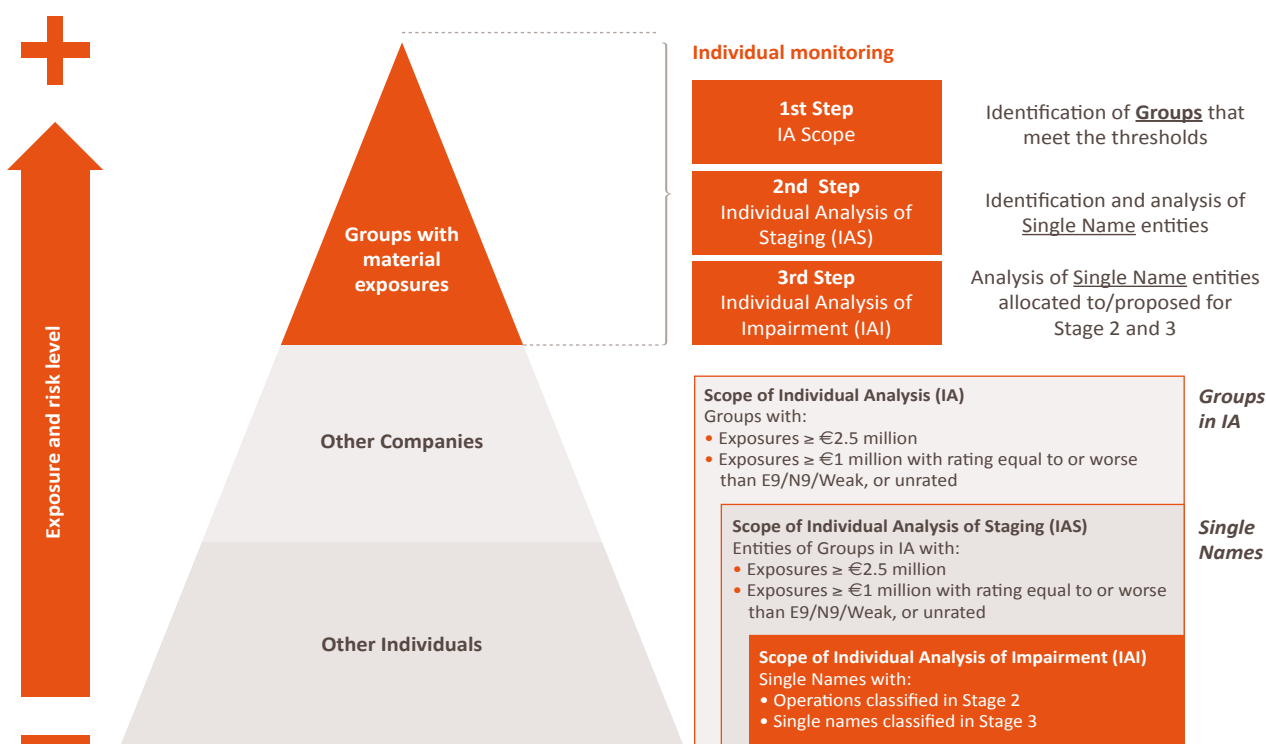 Individual monitoring
1st Step
IA Scope
Identification of Groups that
meet the thresholds
2nd  Step
Individual Analysis of
Staging (IAS)
Identification and analysis of
Single Name entities
3rd Step
Individual Analysis of
Impairment (IAI)
Analysis of Single Name entities
allocated to/proposed for
Stage 2 and 3
Exposure and risk level
Groups with
material
exposures
Other Companies
Other Individuals
Scope of Individual Analysis (IA)
Groups with:
• Exposures ≥ €2.5 million
• Exposures ≥ €1 million with rating equal to or worse
than E9/N9/Weak, or unrated
Groups
in IA
Scope of Individual Analysis of Staging (IAS)
Entities of Groups in IA with:
• Exposures ≥ €2.5 million
• Exposures ≥ €1 million with rating equal to or worse
than E9/N9/Weak, or unrated
Single
Names
Scope of Individual Analysis of Impairment (IAI)
Single Names with:
• Operations classified in Stage 2
• Single names classified in Stage 3